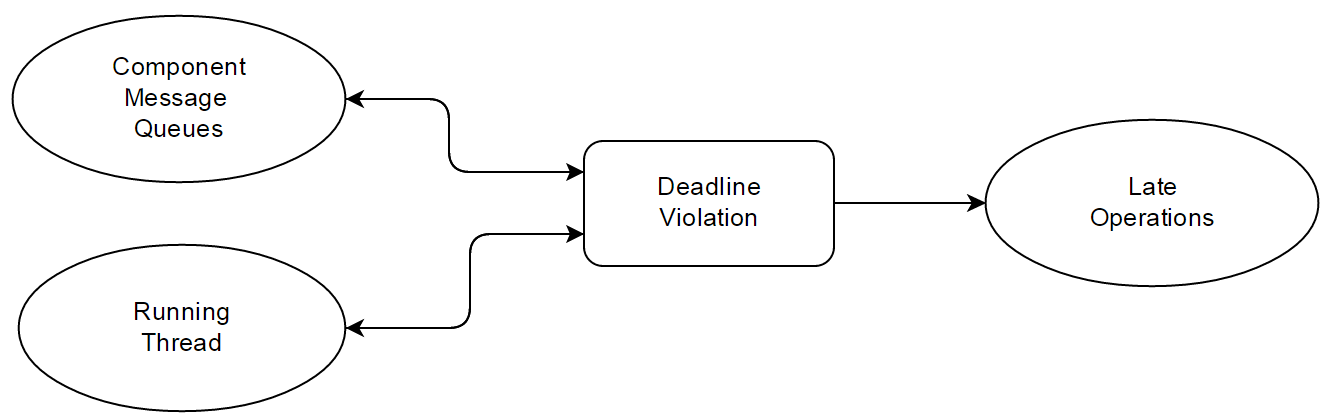 Component
Message
Queues
Deadline
Violation
Late
Operations
Running
Thread